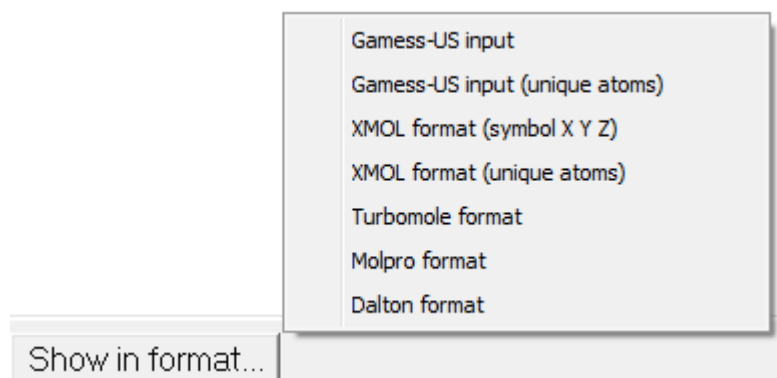 Gamess-US input
Gamess-US input (unique atoms)
XMOL format (symbol X Y Z)
XMOL format (unique atoms)
Turbomole format
Molpro format
Dalton format
Show in format...